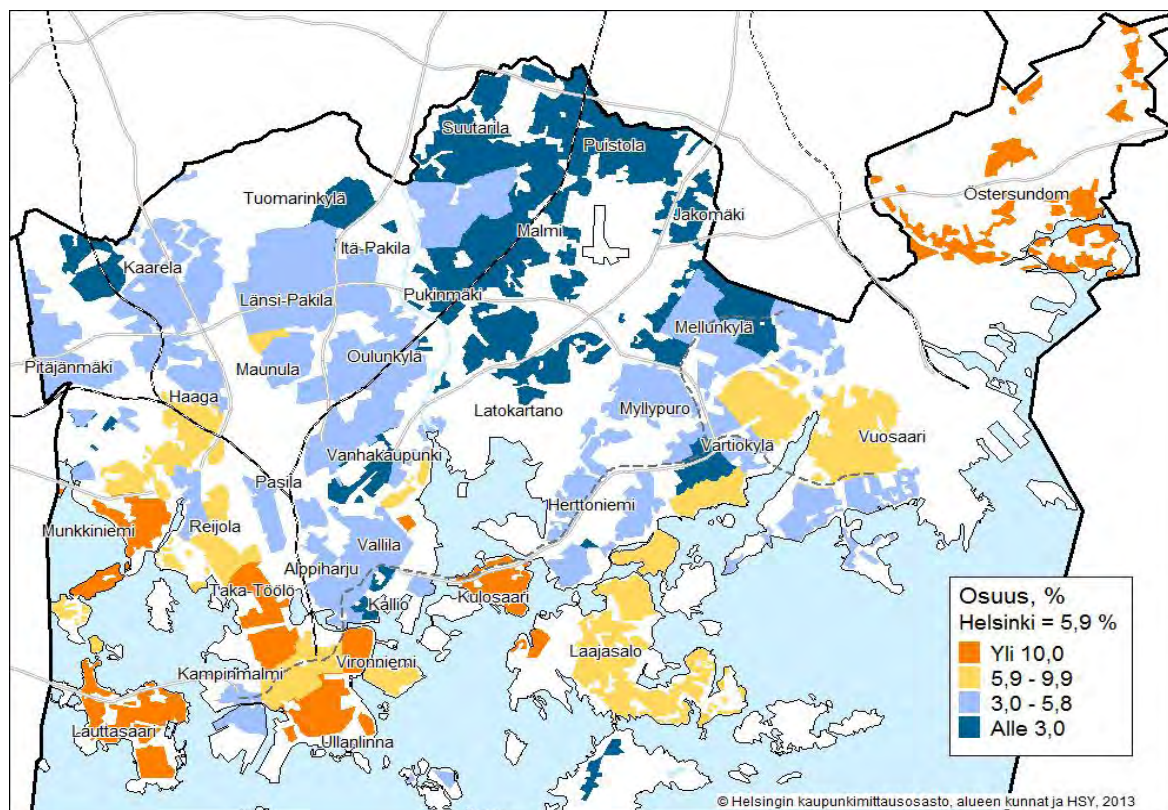 Suutarila
Puistola
Östersundom
Tuomarinkylä
Jakomäki
Malmi
Itä-Pakila
Kaarela
Länsi-Pakila
Pukinmäki
Mellunkylä
Oulunkylä
Pitäjänmäki
Maunula
Haaga
Latokartano
Myllypuro
Vuosaari
Vartiokylä
Vanhakaupunki
Pasila
Herttoniemi
Munkkiniemi
Reijola
Vallila
Alppiharju
Taka-Töölö
Kallio
Kulosaari
Laajasalo
Vironniemi
Kampinmalmi
Lauttasaari
Ullanlinna
Osuus, %
Helsinki = 5,9 %
Yli 10,0
5,9 - 9,9
3,0 - 5,8
Alle 3,0
© Helsingin kaupunkimittausosasto, alueen kunnat ja HSY, 2013